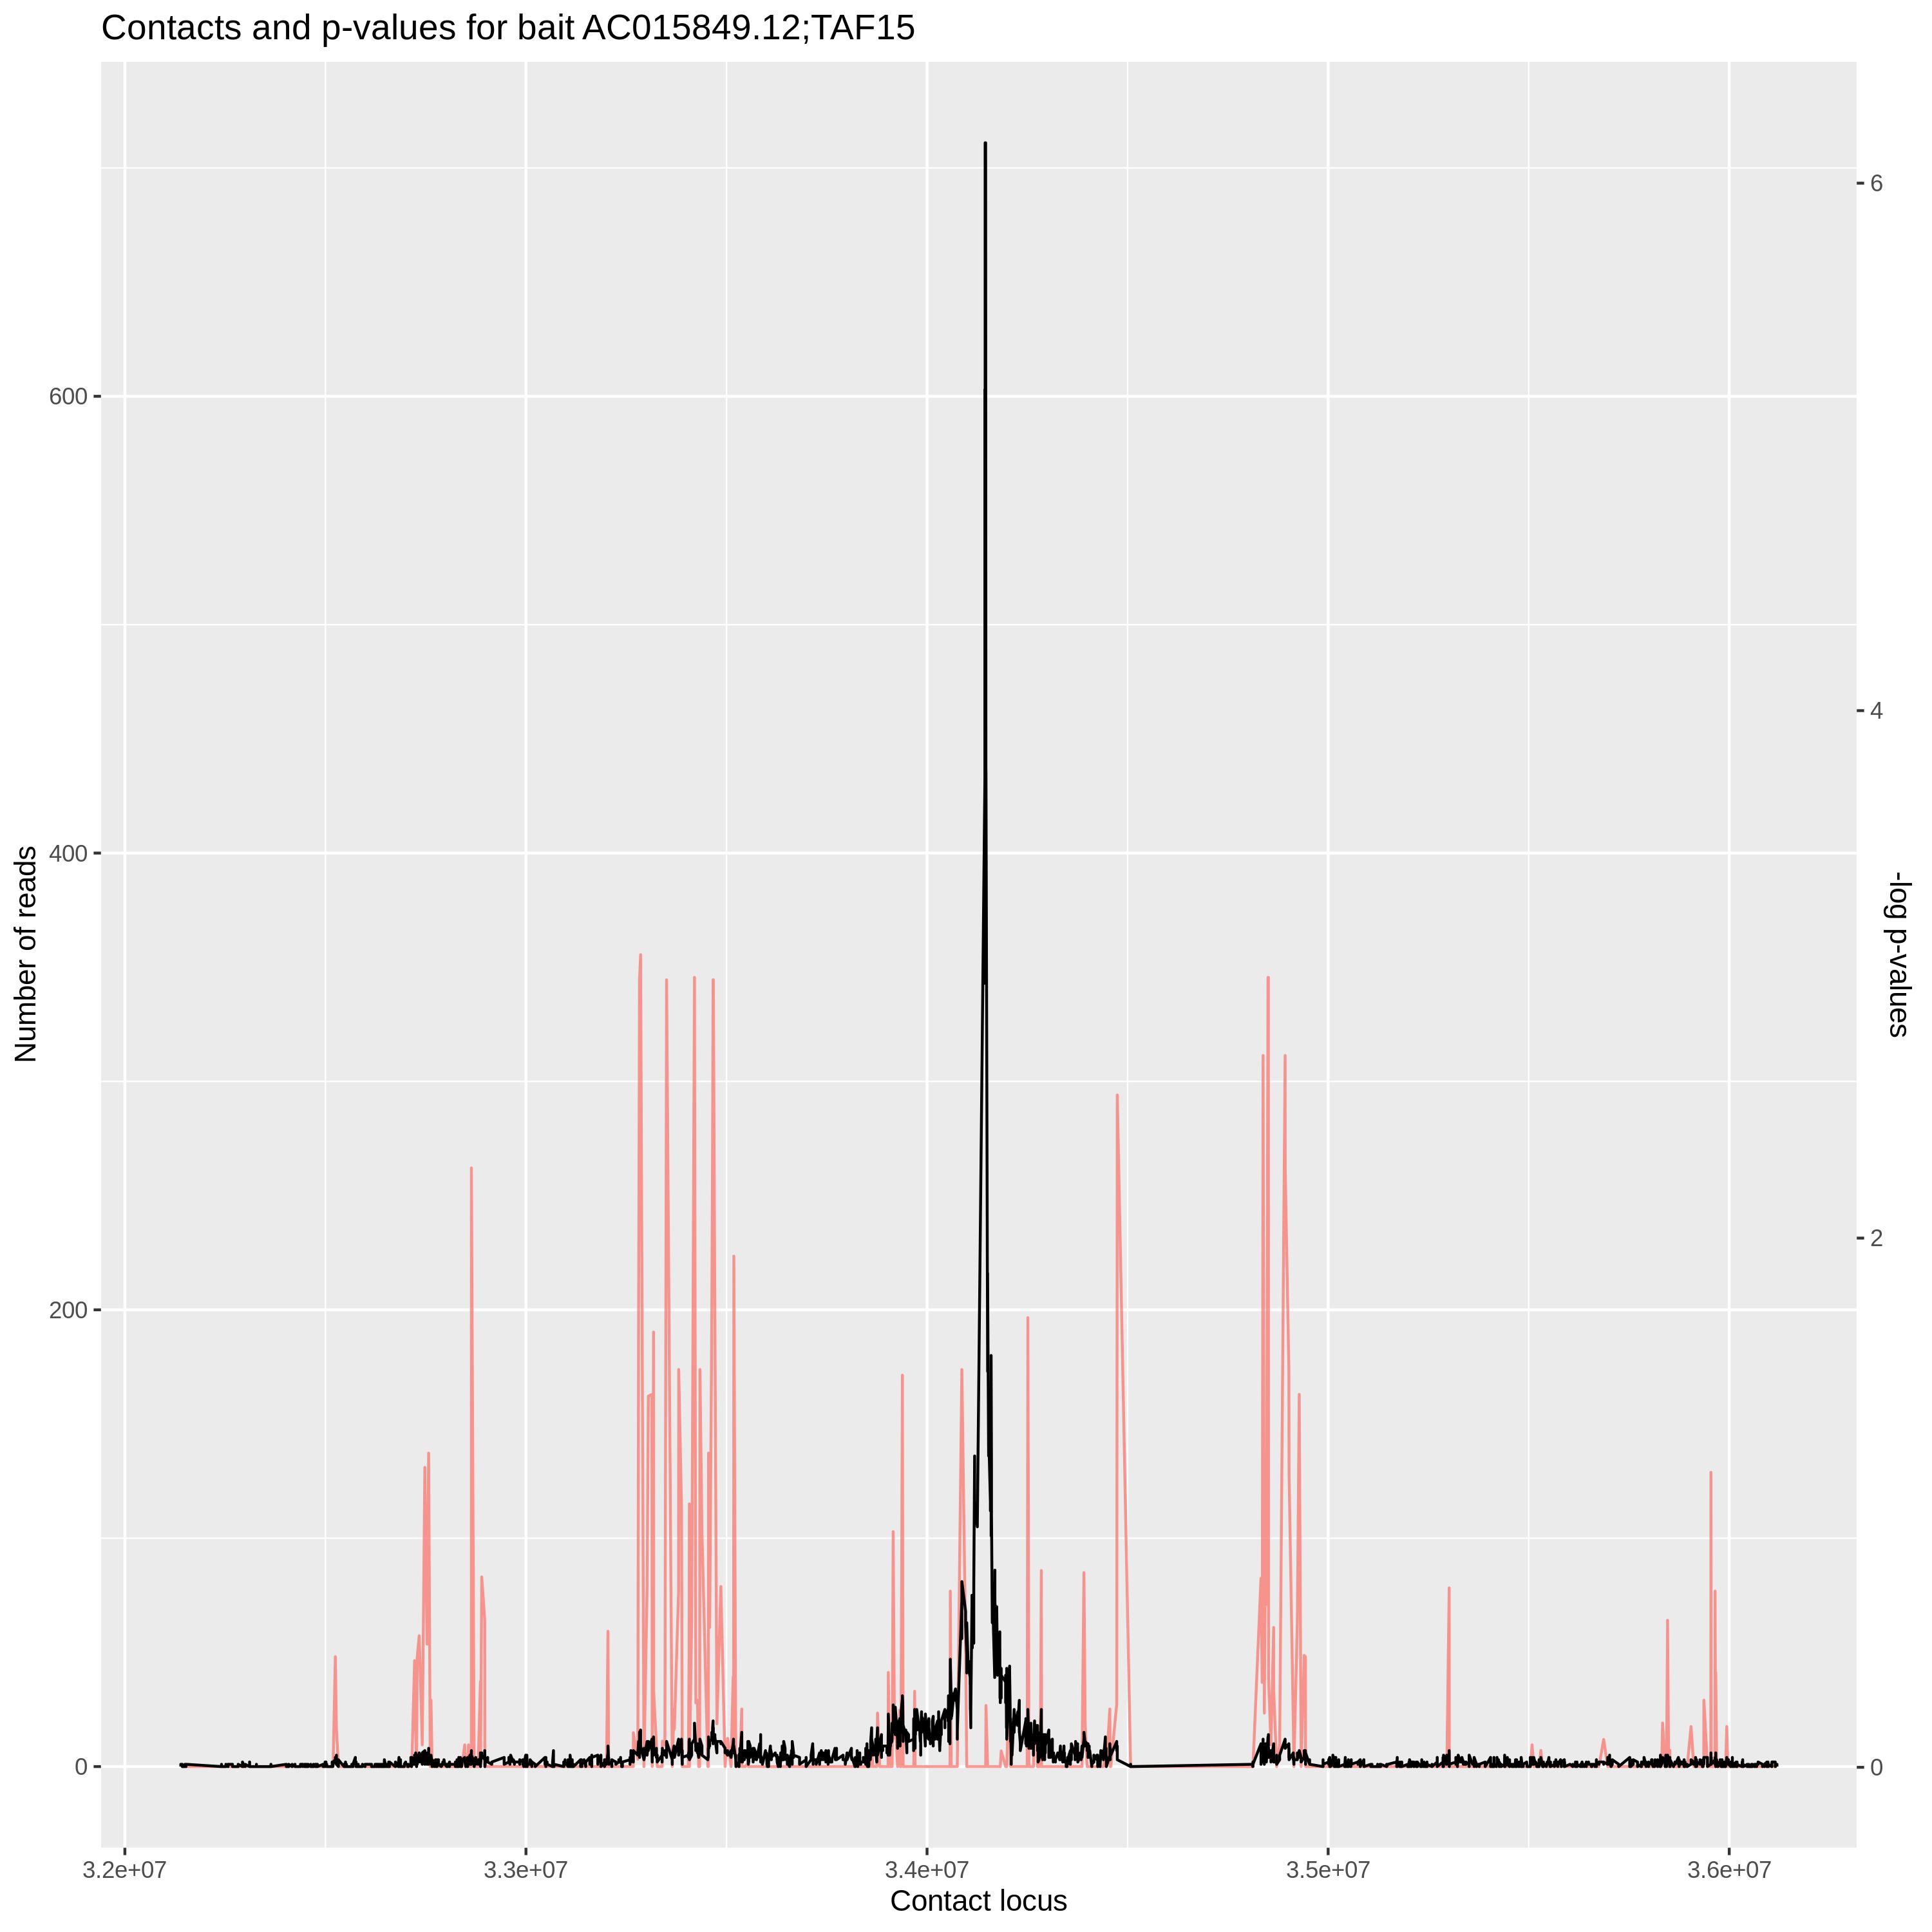 Contacts and p-values for bait AC015849.12;TAF15
600
400
200
0
Number of reads
6
4
2
0
-log p-values
3.2e+07 3.3e+07 3.4e+07 3.5e+07 3.6e+07
Contact locus